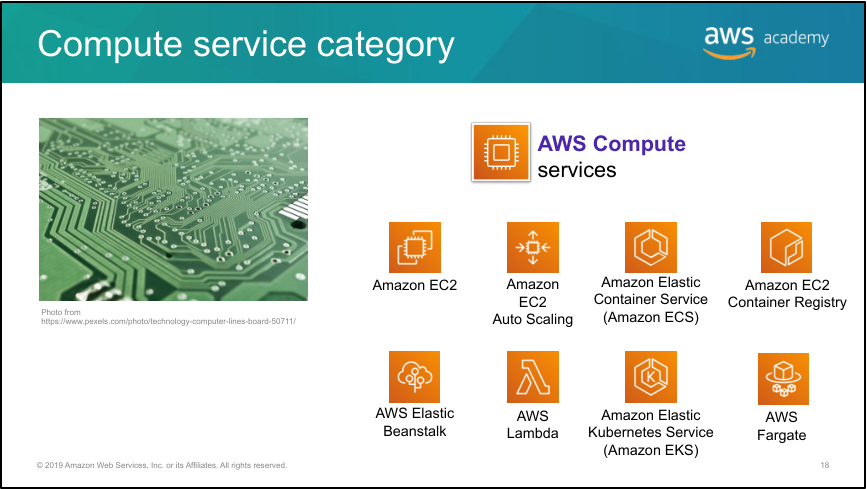 Compute service category
aws academy
AWS Compute
services
Photo from
https://www.pexels.com/photo/technology-computer-lines-board-50711/
Amazon EC2
Amazon
EC2
Auto Scaling
Amazon Elastic
Container Service
(Amazon ECS)
Amazon EC2
Container Registry
AWS Elastic
Beanstalk
AWS
Lambda
Amazon Elastic
Kubernetes Service
(Amazon EKS)
AWS
Fargate
© 2019 Amazon Web Services, Inc. or its Affiliates. All rights reserved.
18